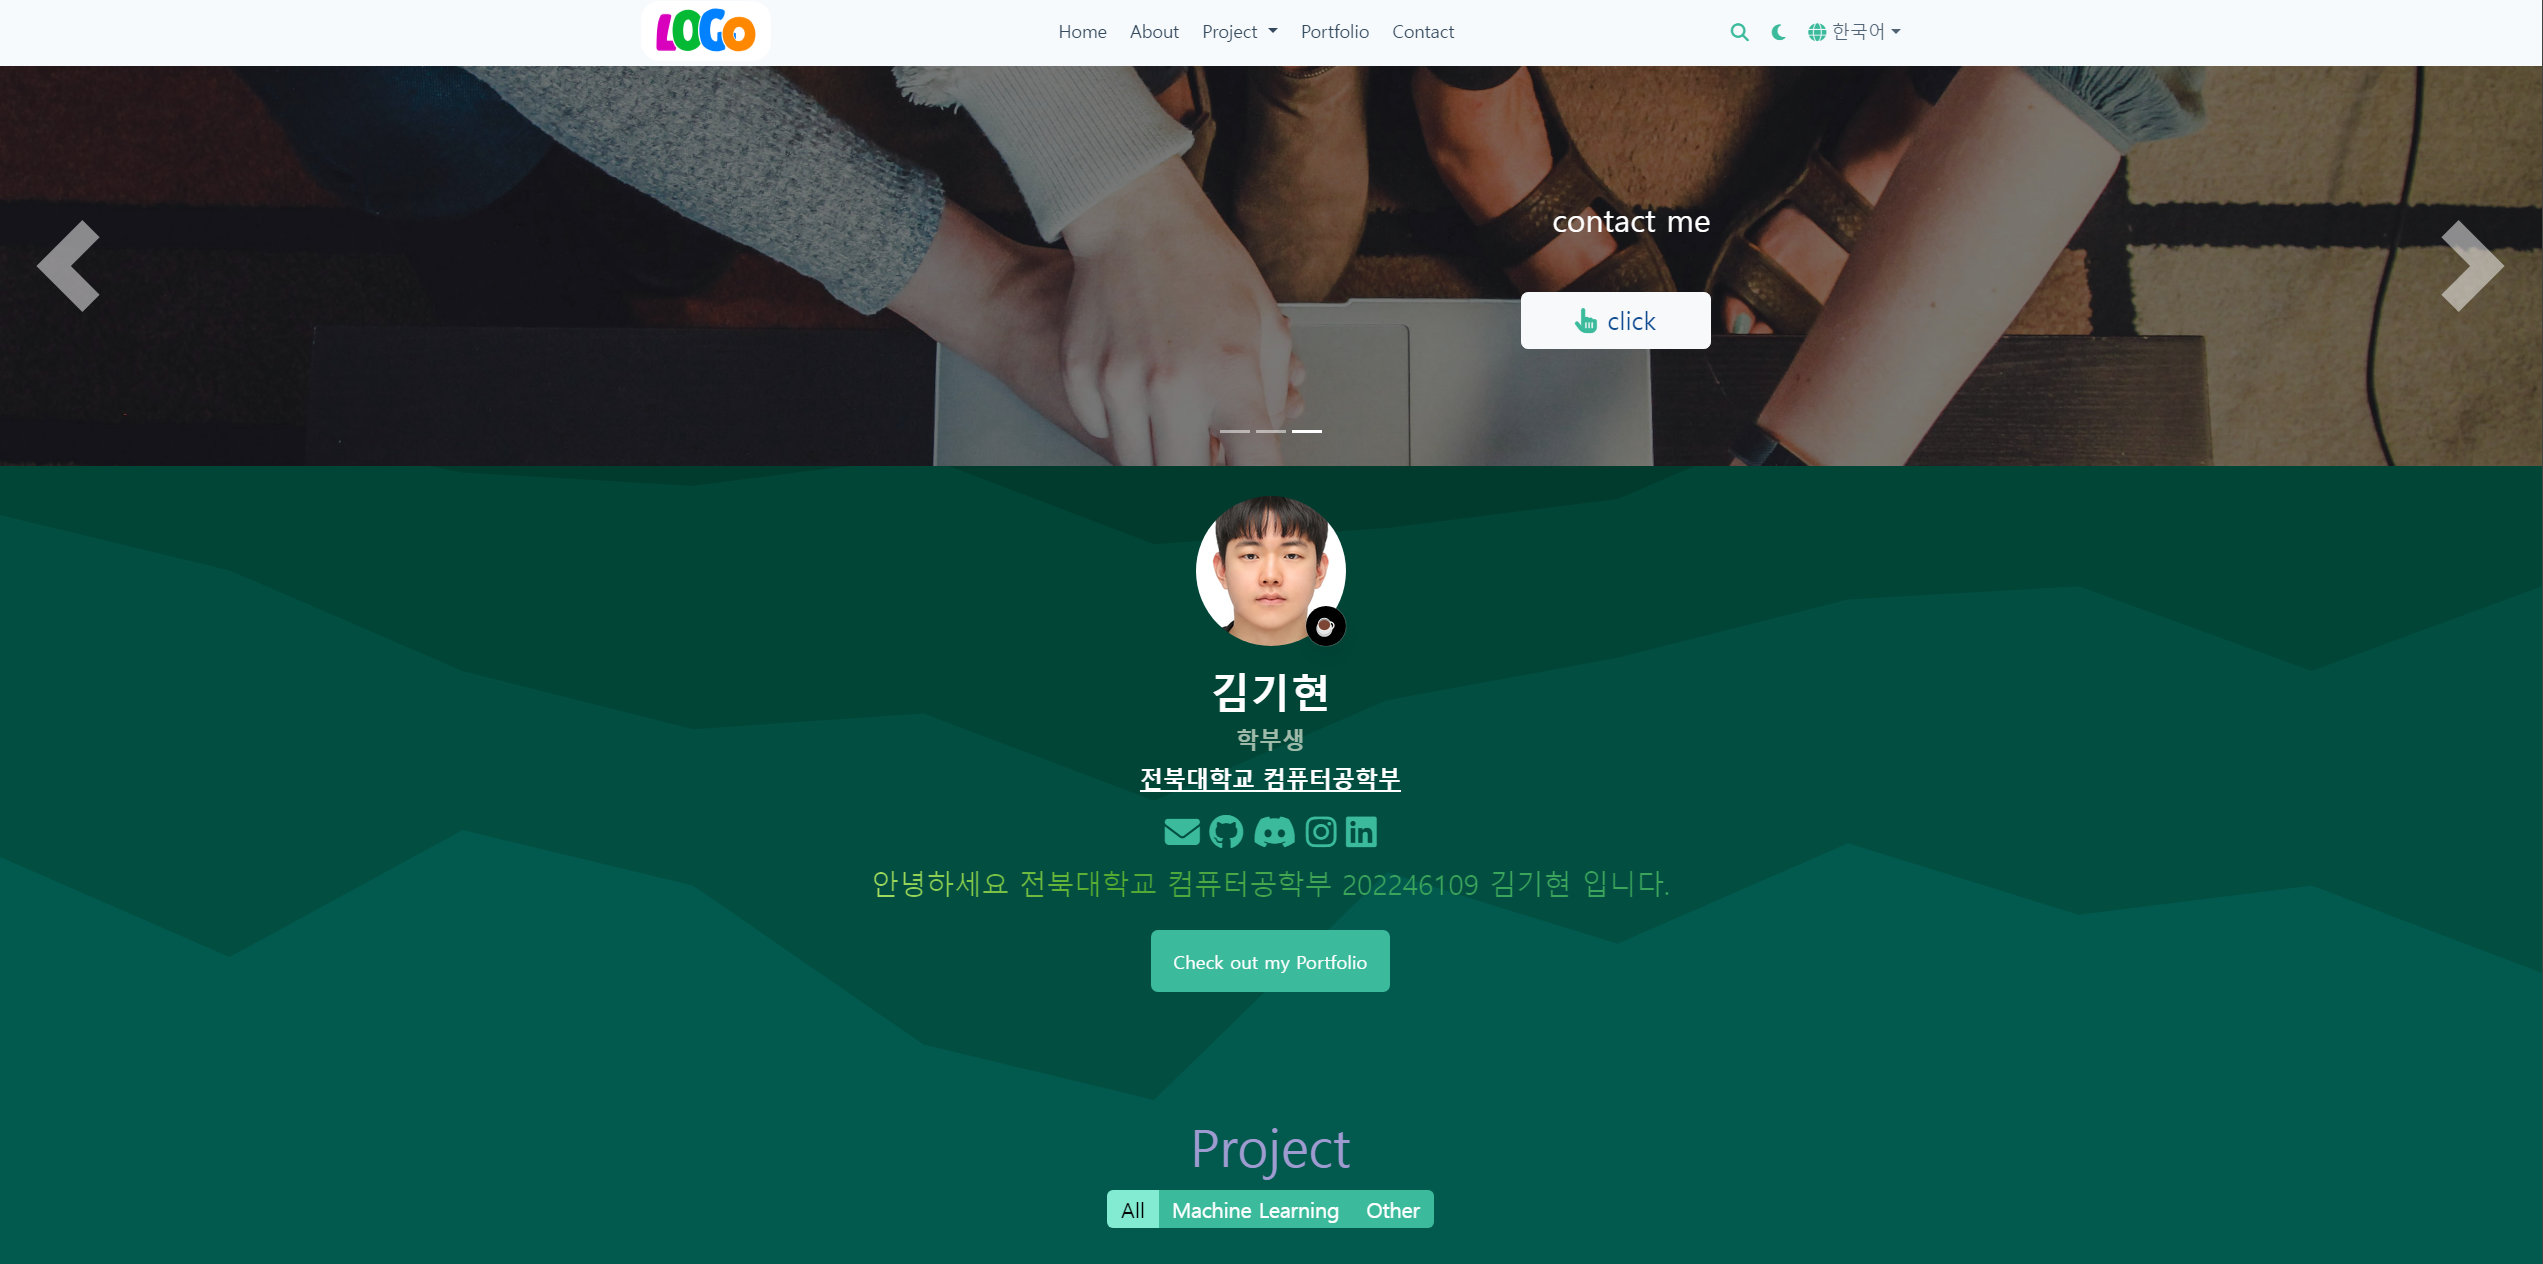 LOGO
Home About Project Portfolio Contact 한국어
contact me
click
김기현
학부생
전북대학교 컴퓨터공학부
안녕하세요 전북대학교 컴퓨터공학부 202246109 김기현 입니다.
Check out my Portfolio
Project
All Machine Learning Other